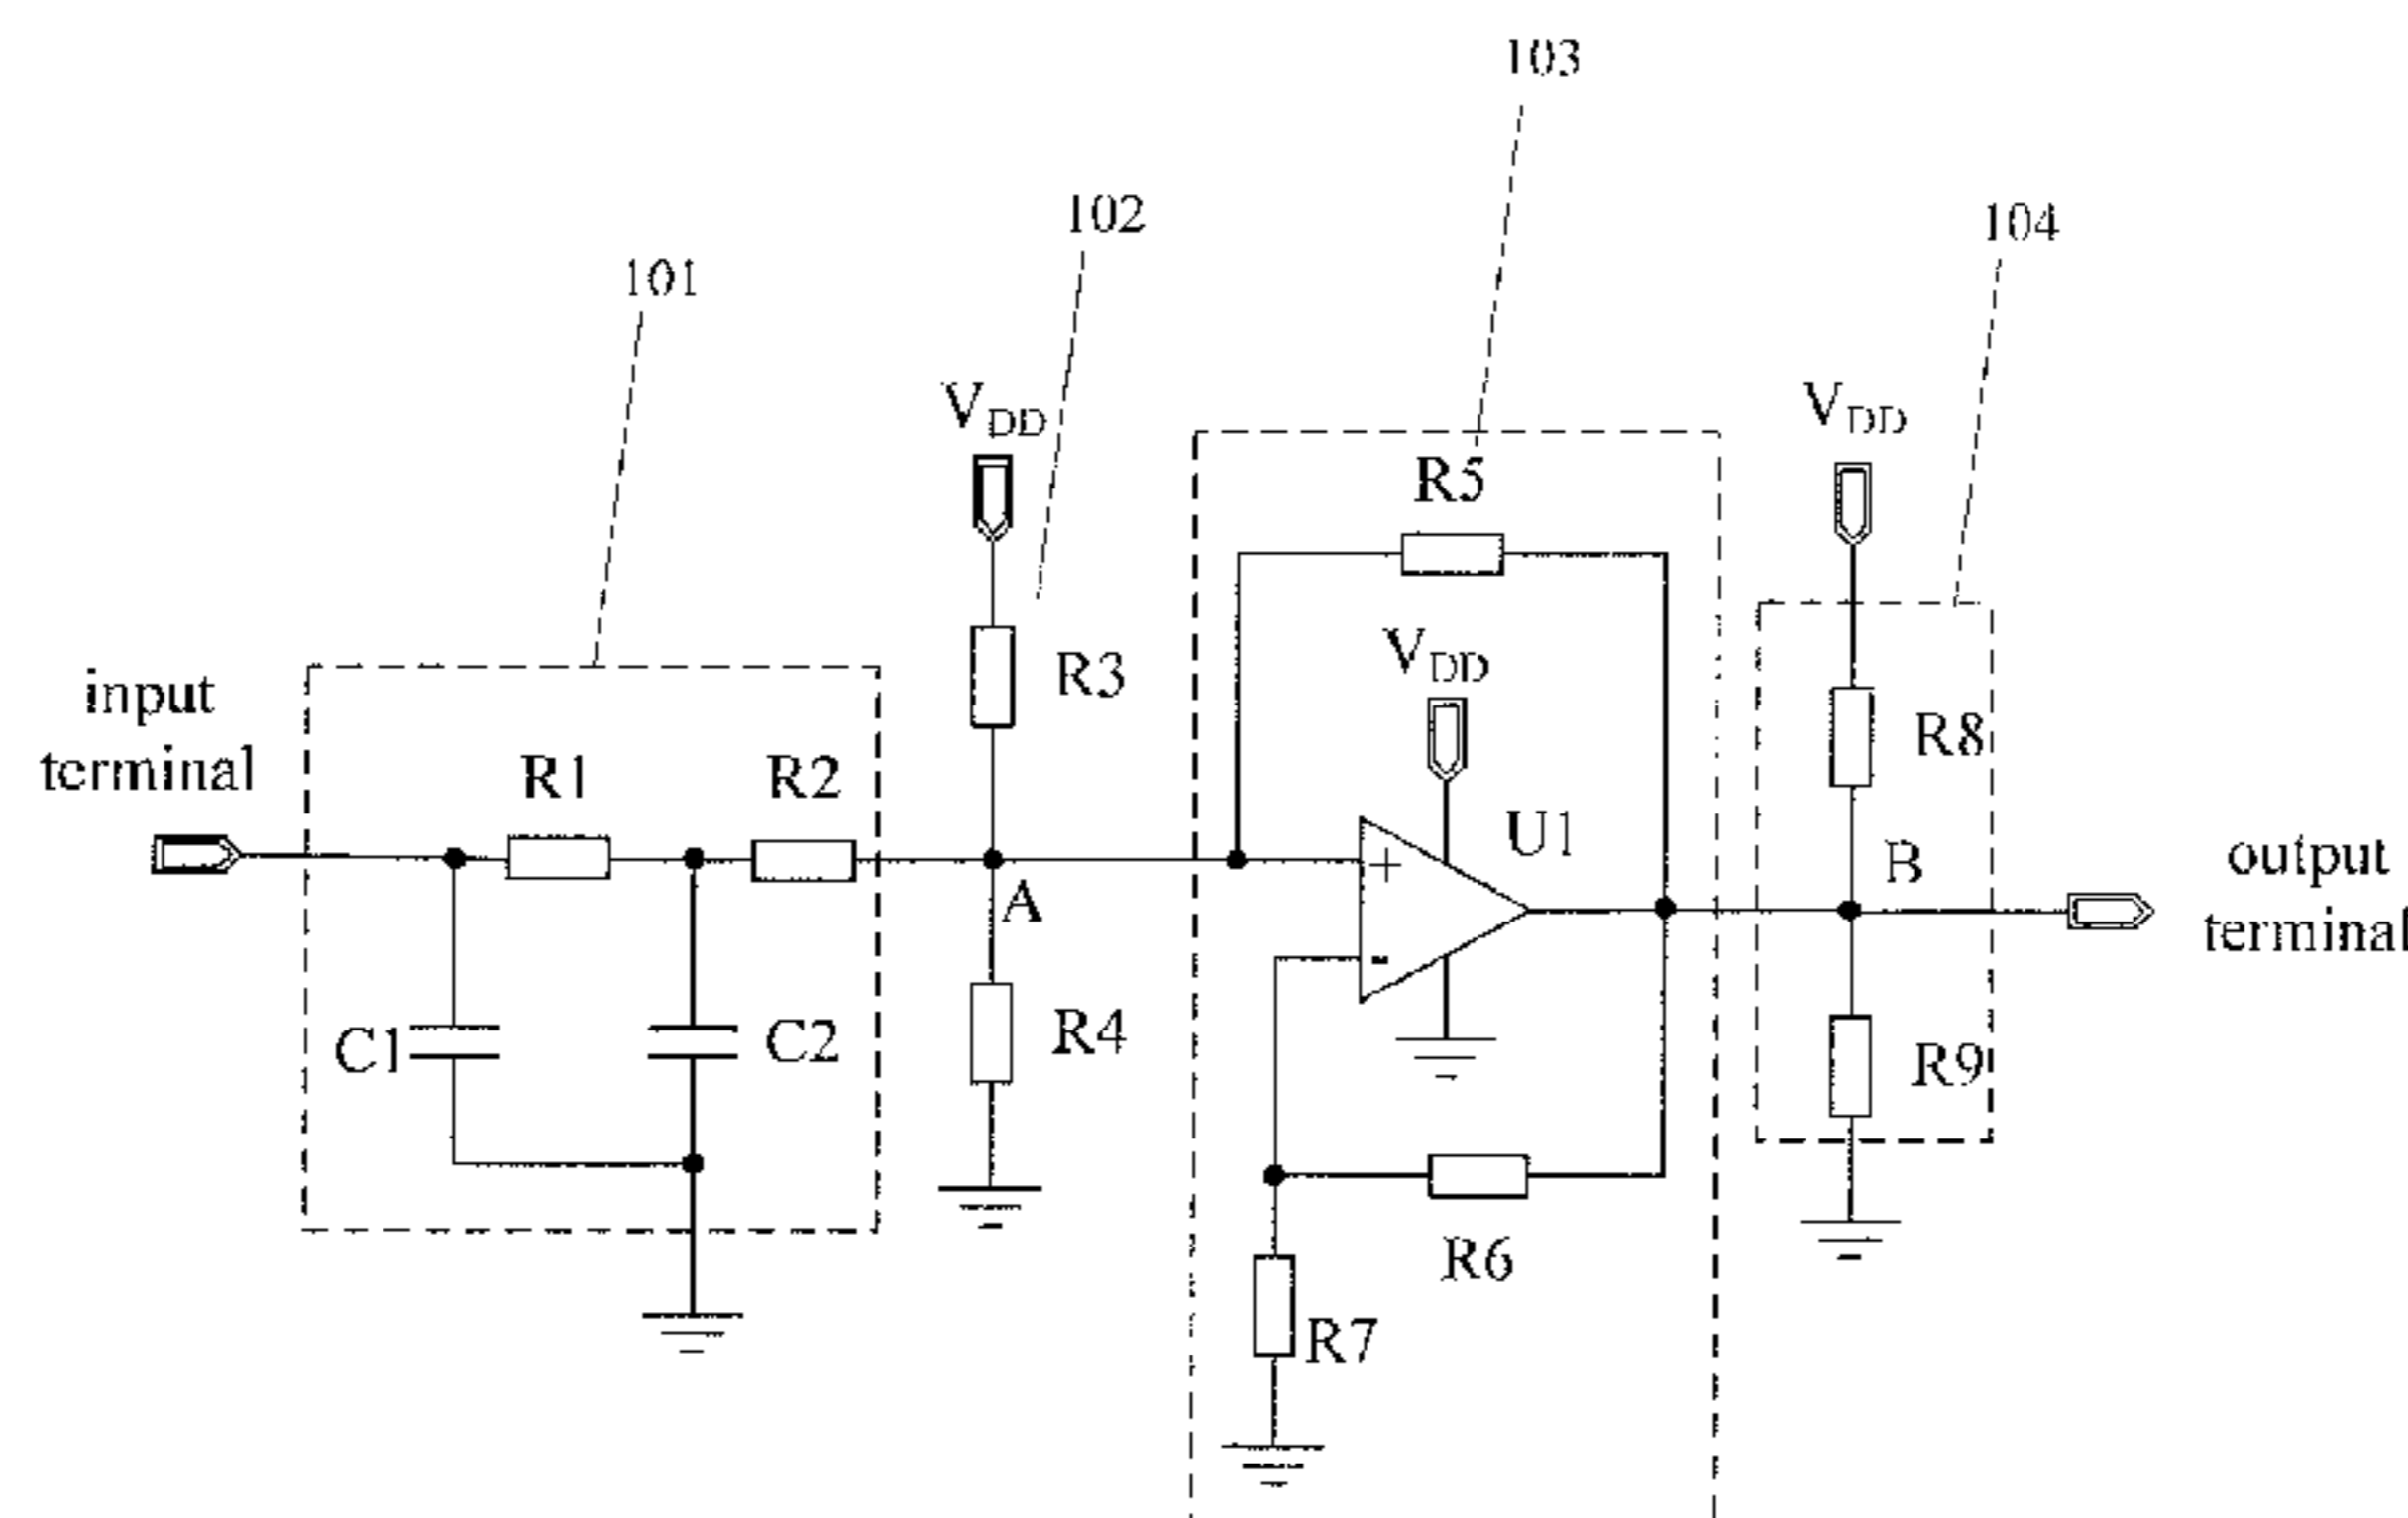 103
102
104
101
VDD
VDD
R5
VDD
R3
input
terminal
R8
R1
R2
U1
B
output
terminal
A
+
-
C1
C2
R4
R9
R6
R7